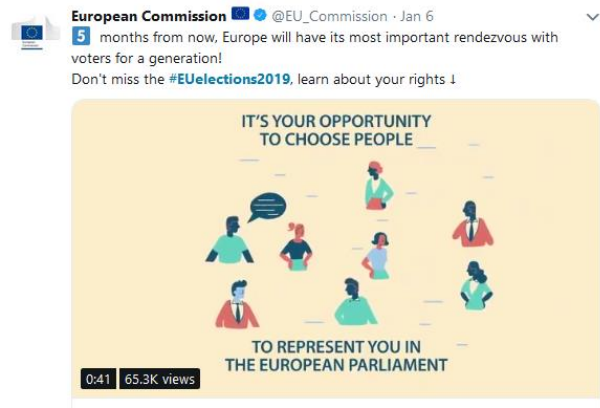 European Commission 🇪🇺 @EU_Commission · Jan 6
5️⃣ months from now, Europe will have its most important rendezvous with
voters for a generation!
Don't miss the #EUelections2019, learn about your rights ↓
IT'S YOUR OPPORTUNITY
TO CHOOSE PEOPLE
TO REPRESENT YOU IN
THE EUROPEAN PARLIAMENT
0:41 65.3K views